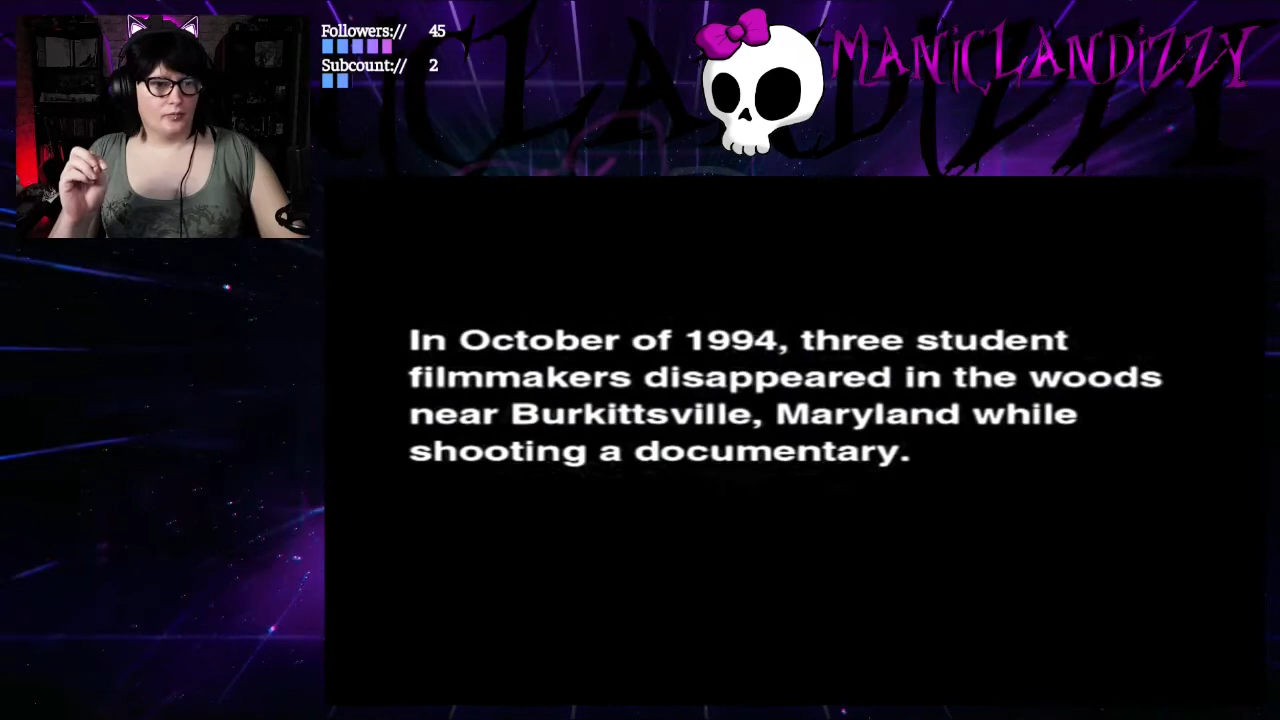 Followers:// 45
Subcount:// 2
MANiCLANDiZZY
In October of 1994, three student
filmmakers disappeared in the woods
near Burkittsville, Maryland while
shooting a documentary.